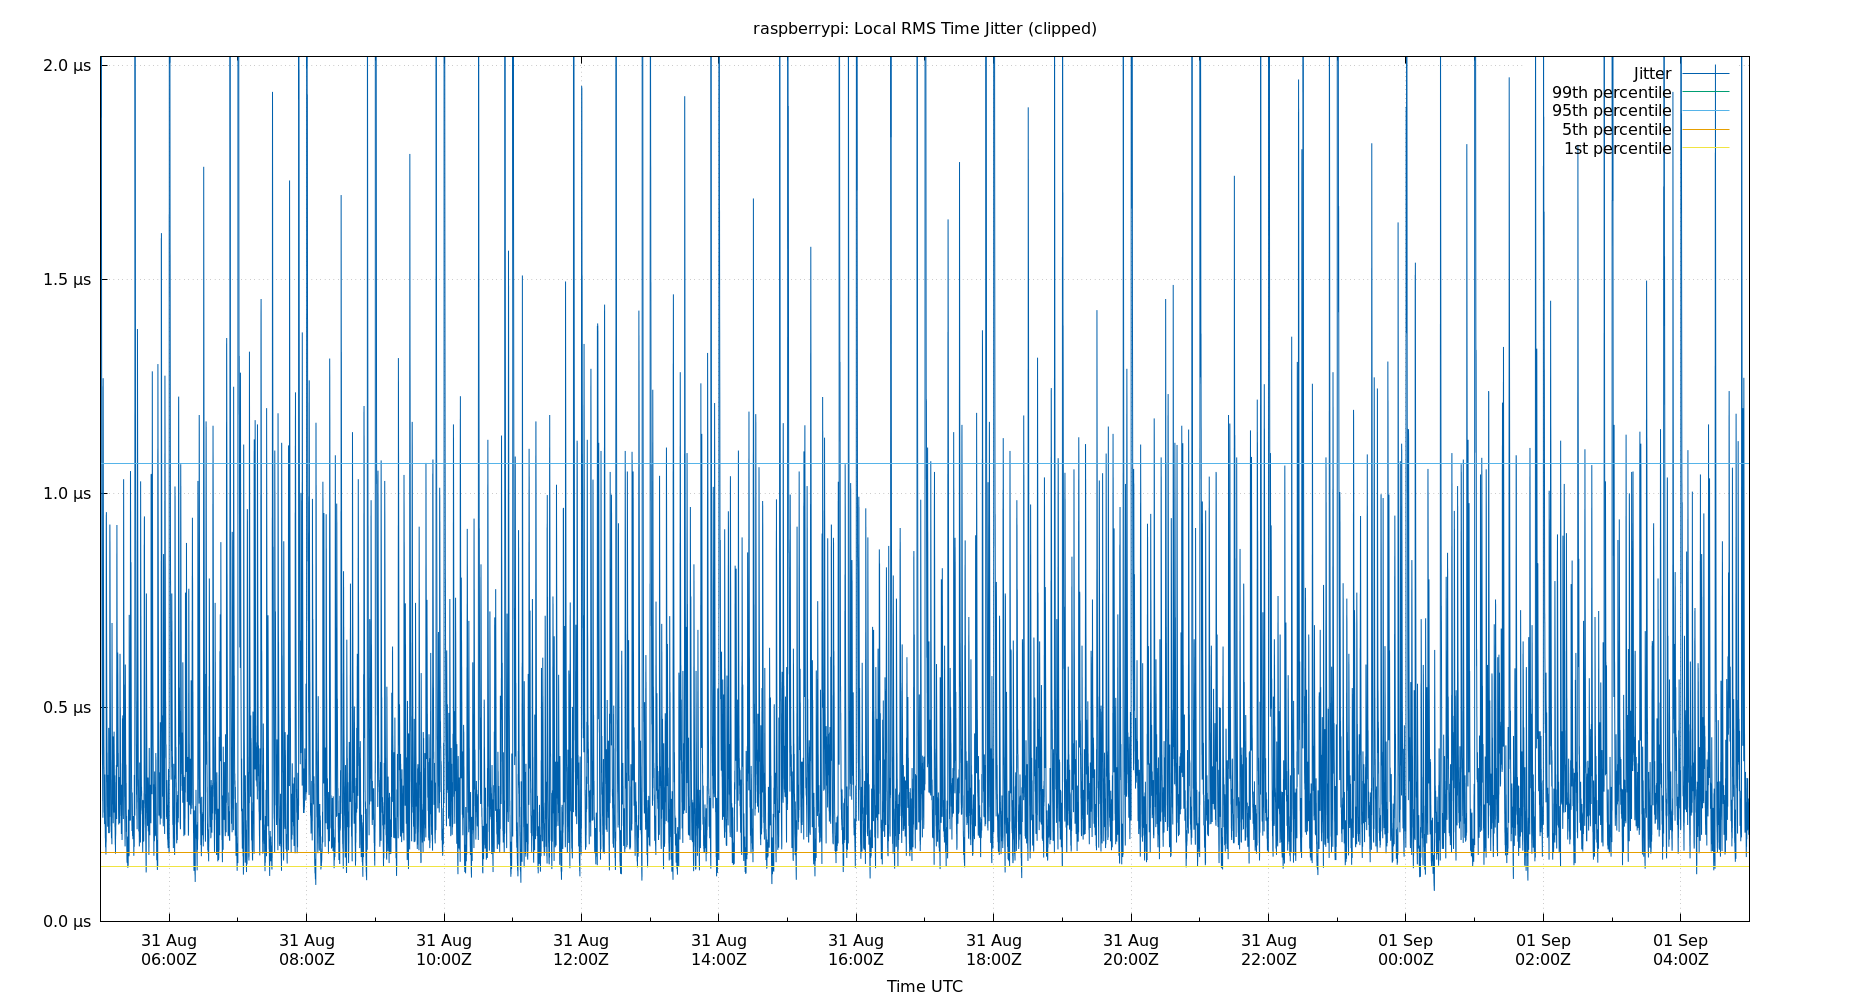 raspberrypi: Local RMS Time Jitter (clipped)
2.0 µs
1.5 µs
1.0 µs
0.5 µs
0.0 µs
Jitter
99th percentile
95th percentile
5th percentile
1st percentile
31 Aug 31 Aug 31 Aug 31 Aug 31 Aug 31 Aug 31 Aug 31 Aug 31 Aug 01 Sep 01 Sep 01 Sep
06:00Z 08:00Z 10:00Z 12:00Z 14:00Z 16:00Z 18:00Z 20:00Z 22:00Z 00:00Z 02:00Z 04:00Z
Time UTC